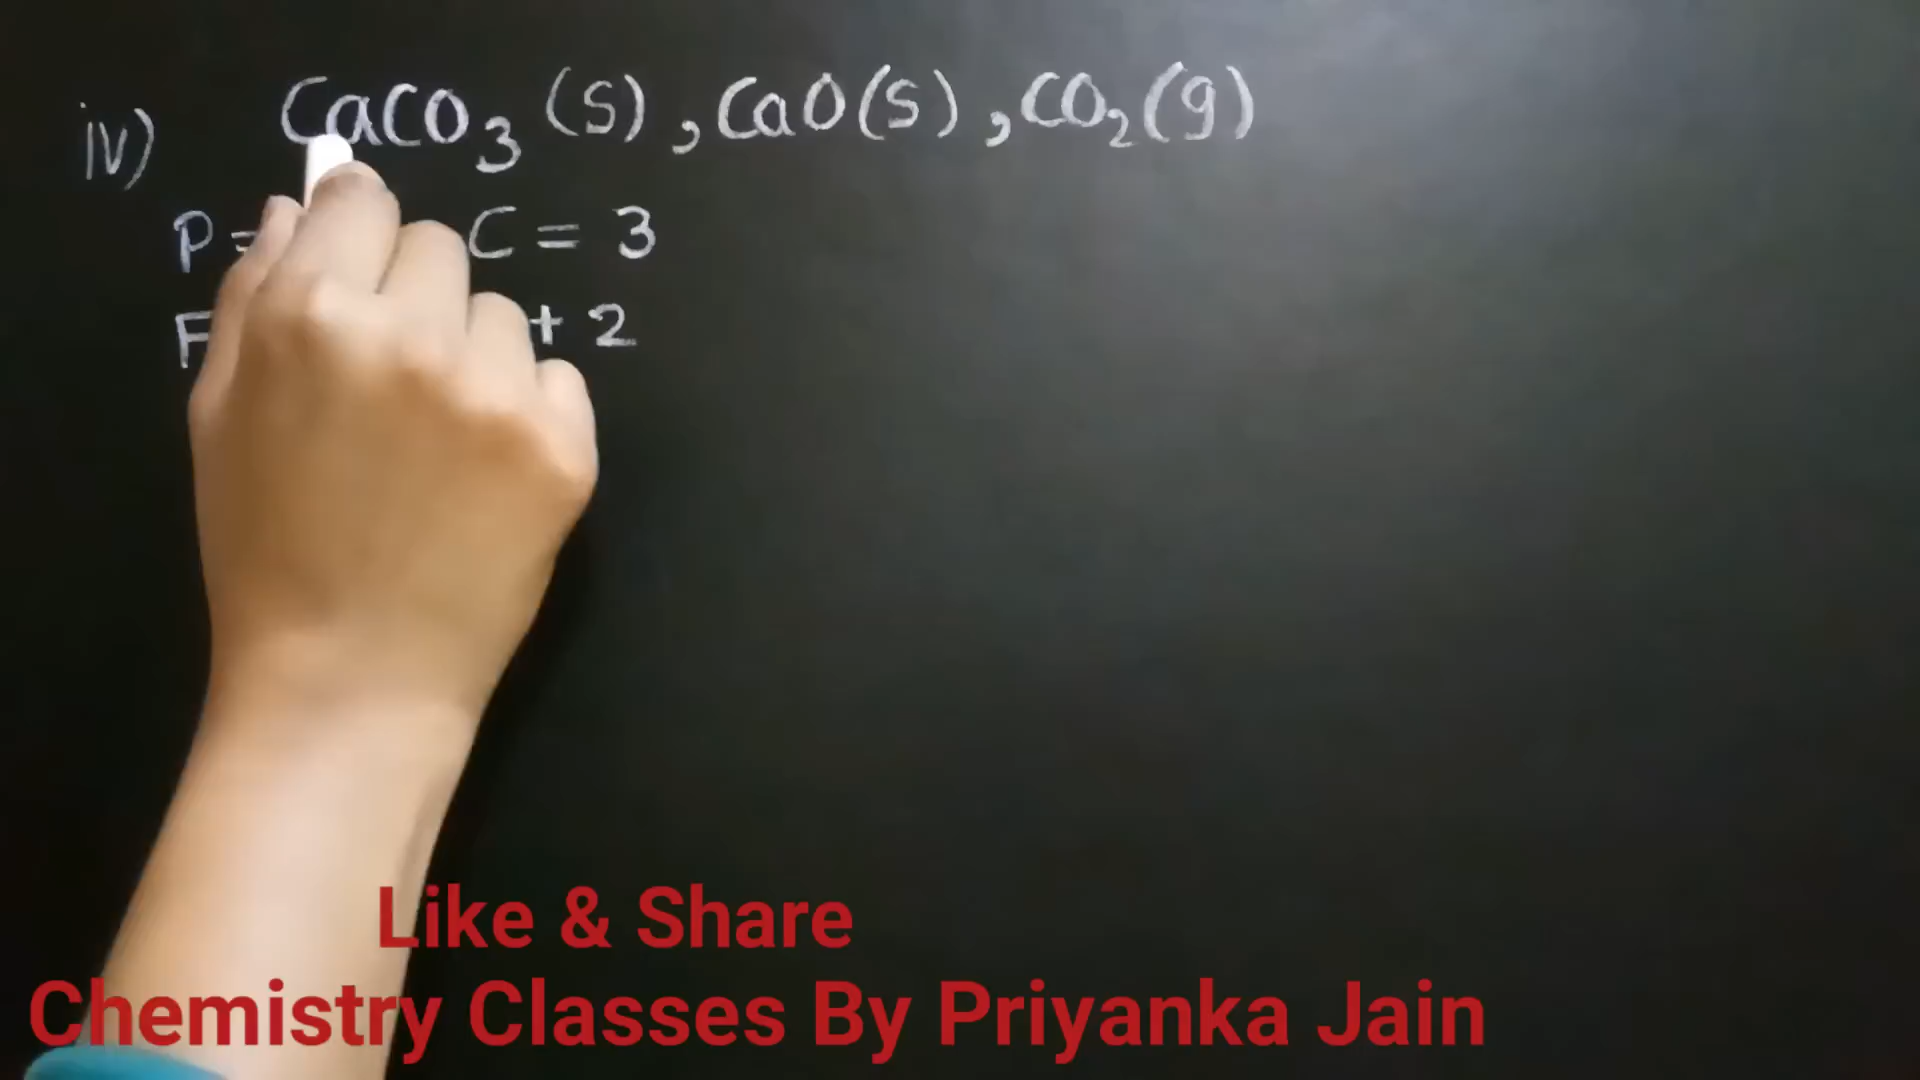 iv) CaCO₃ (s) , CaO(s) , CO₂(g)
P = C = 3
F + 2
Like & Share
Chemistry Classes By Priyanka Jain